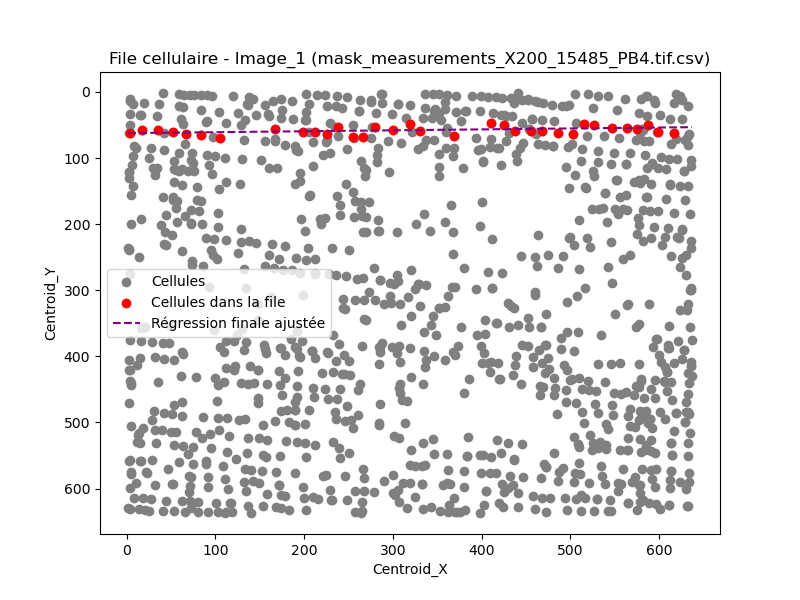 File cellulaire - Image_1 (mask_measurements_X200_15485_PB4.tif.csv)
0
100
200
300
400
500
600
Centroid_Y
Cellules
Cellules dans la file
Régression finale ajustée
0 100 200 300 400 500 600
Centroid_X